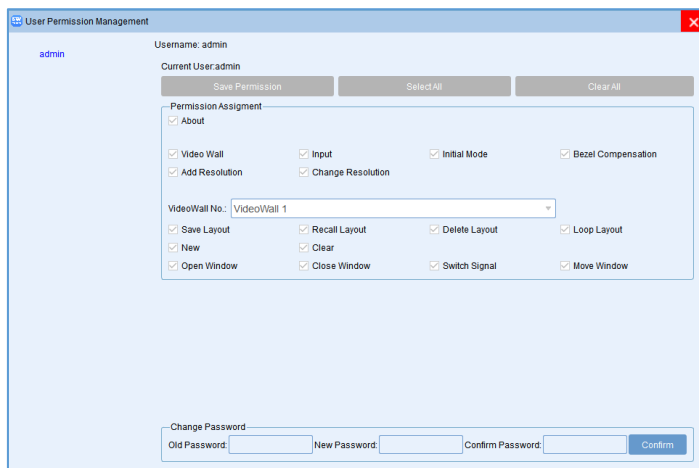 User Permission Management
admin
Username: admin
Current User:admin
Save Permission Select All Clear All
Permission Assigment
About
Video Wall Input Initial Mode Bezel Compensation
Add Resolution Change Resolution
VideoWall No.: VideoWall 1
Save Layout Recall Layout Delete Layout Loop Layout
New Clear
Open Window Close Window Switch Signal Move Window
Change Password
Old Password: New Password: Confirm Password: Confirm